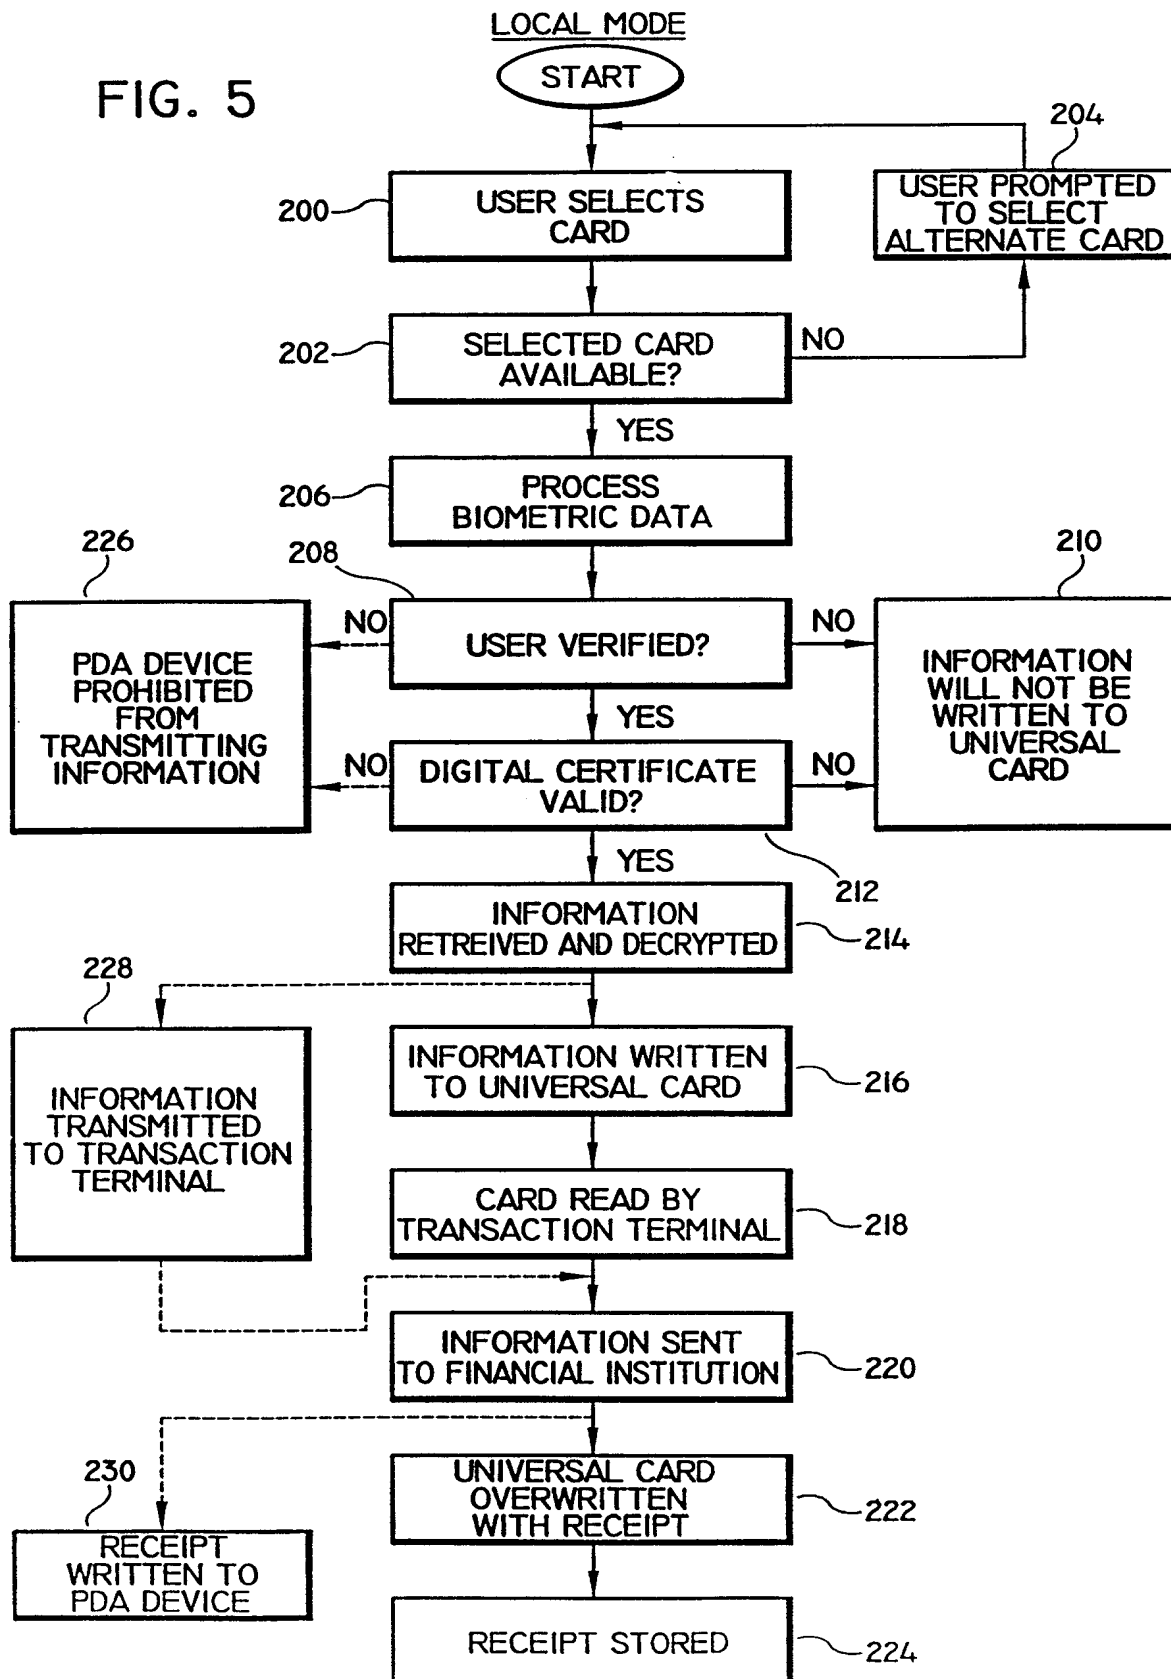 LOCAL MODE
START
FIG. 5
204
USER PROMPTED
TO SELECT
ALTERNATE CARD
200
USER SELECTS
CARD
202
SELECTED CARD
AVAILABLE?
NO
YES
206
PROCESS
BIOMETRIC DATA
226
208
210
PDA DEVICE
PROHIBITED
FROM
TRANSMITTING
INFORMATION
NO
USER VERIFIED?
NO
INFORMATION
WILL NOT BE
WRITTEN TO
UNIVERSAL
CARD
YES
NO
DIGITAL CERTIFICATE
VALID?
NO
212
YES
INFORMATION
RETREIVED AND DECRYPTED
214
228
INFORMATION
TRANSMITTED
TO TRANSACTION
TERMINAL
INFORMATION WRITTEN
TO UNIVERSAL CARD
216
CARD READ BY
TRANSACTION TERMINAL
218
INFORMATION SENT
TO FINANCIAL INSTITUTION
220
230
RECEIPT
WRITTEN TO
PDA DEVICE
UNIVERSAL CARD
OVERWRITTEN
WITH RECEIPT
222
RECEIPT STORED
224